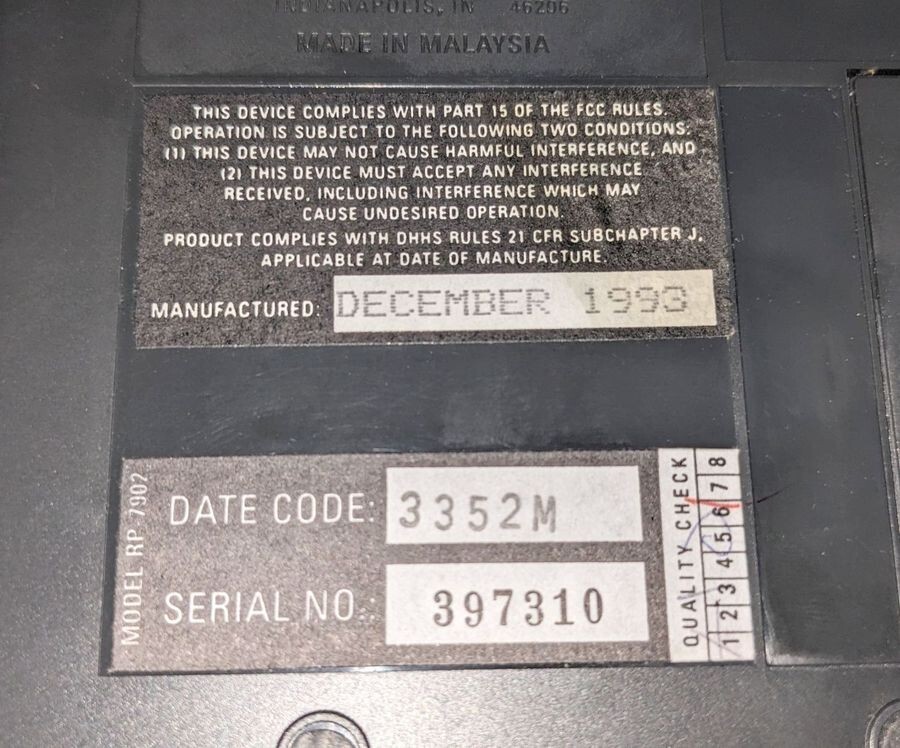 INDIANAPOLIS, IN 46206
MADE IN MALAYSIA
THIS DEVICE COMPLIES WITH PART 15 OF THE FCC RULES.
OPERATION IS SUBJECT TO THE FOLLOWING TWO CONDITIONS:
(1) THIS DEVICE MAY NOT CAUSE HARMFUL INTERFERENCE, AND
(2) THIS DEVICE MUST ACCEPT ANY INTERFERENCE
RECEIVED, INCLUDING INTERFERENCE WHICH MAY
CAUSE UNDESIRED OPERATION.
PRODUCT COMPLIES WITH DHHS RULES 21 CFR SUBCHAPTER J,
APPLICABLE AT DATE OF MANUFACTURE.
MANUFACTURED: DECEMBER 1993
MODEL RP 7902
DATE CODE: 3352M
SERIAL NO.: 397310
QUALITY CHECK
1 2 3 4 5 6 7 8